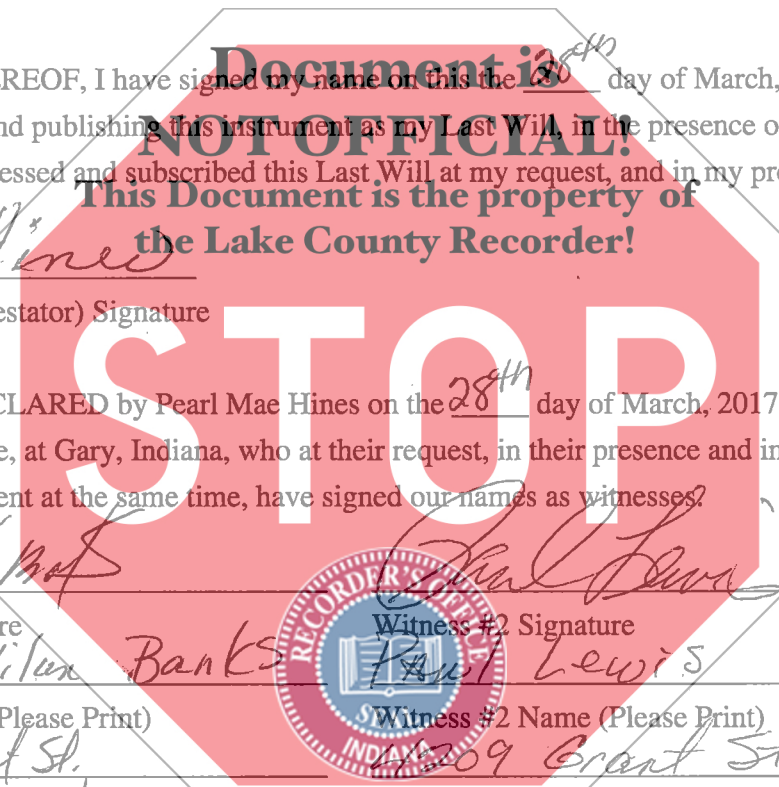 Document is
REOF, I have signed my name on this the 28th day of March,
NOT OFFICIAL!
nd publishing this instrument as my Last Will, in the presence o
essed and subscribed this Last Will at my request, and in my pr
This Document is the property of
the Lake County Recorder!
estator) Signature
STOP
CLARED by Pearl Mae Hines on the 28th day of March, 2017
e, at Gary, Indiana, who at their request, in their presence and in
ent at the same time, have signed our names as witnesses.
RECORDER'S OFFICE
re Witness #2 Signature
Banks Paul Lewis
SEAL
Please Print) Witness #2 Name (Please Print)
INDIANA
St. 4209 Grant St